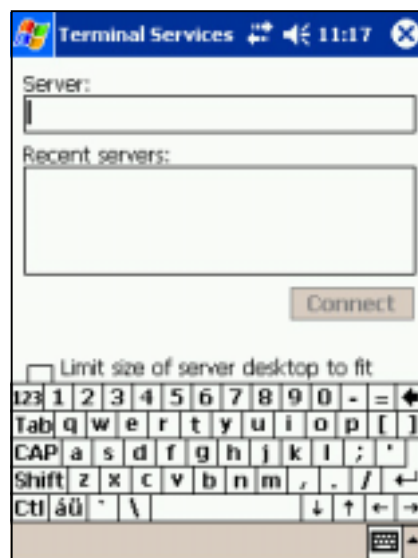 Terminal Services 11:17
Server:
Recent servers:
Connect
Limit size of server desktop to fit
123 1 2 3 4 5 6 7 8 9 0 - =
Tab q w e r t y u i o p [ ]
CAP a s d f g h j k l ; '
Shift z x c v b n m , . /
Ctl áü ` \ ↓ ↑ ← →